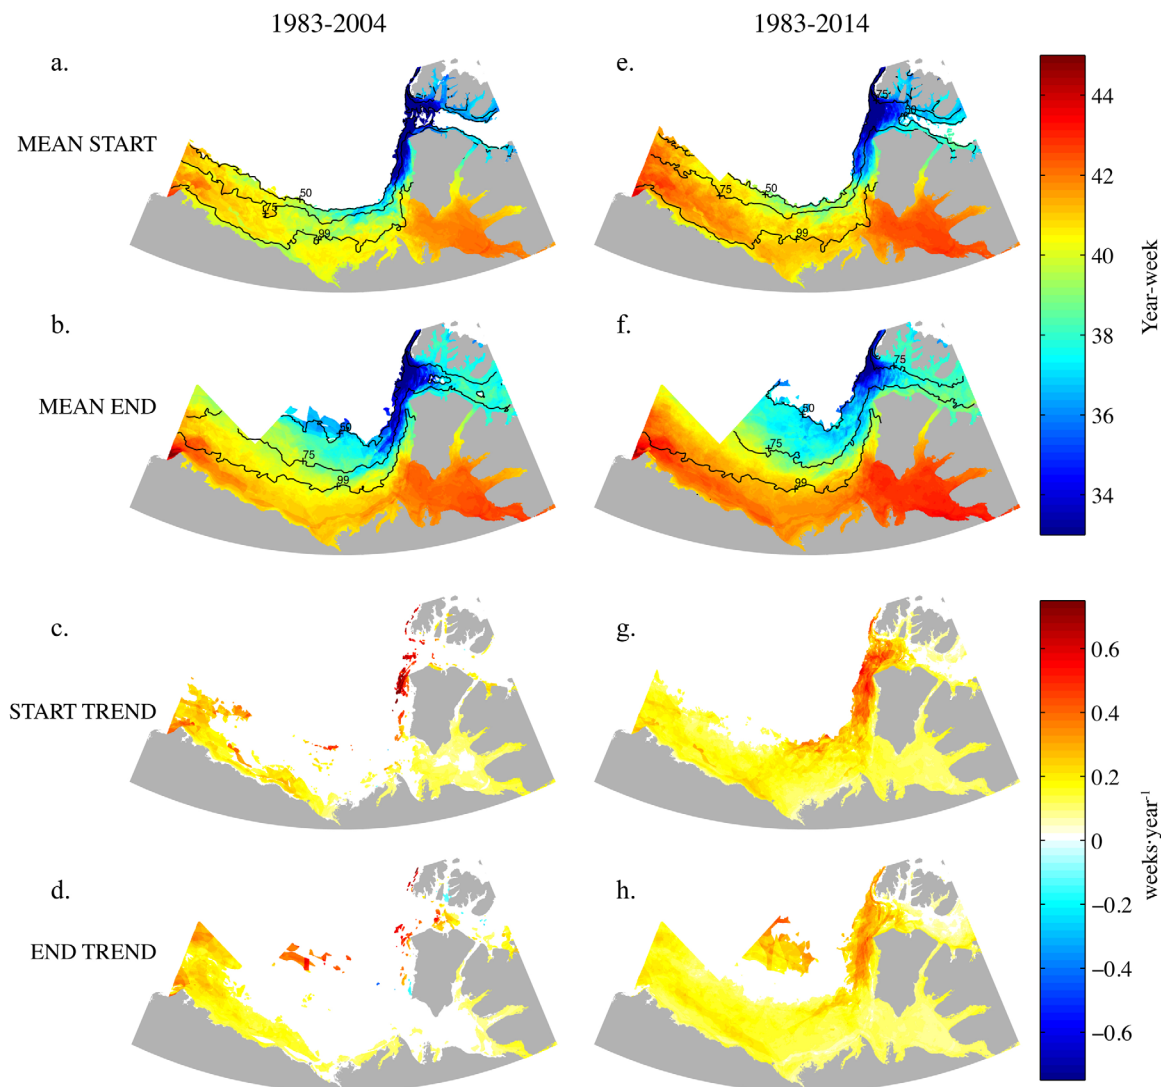 1983-2004
1983-2014
a.
e.
MEAN START
50
75
99
75
50
75
50
99
44
42
40
38
36
34
Year-week
b.
f.
MEAN END
50
75
99
75
50
75
99
c.
g.
START TREND
d.
h.
END TREND
0.6
0.4
0.2
0
−0.2
−0.4
−0.6
weeks·year⁻¹